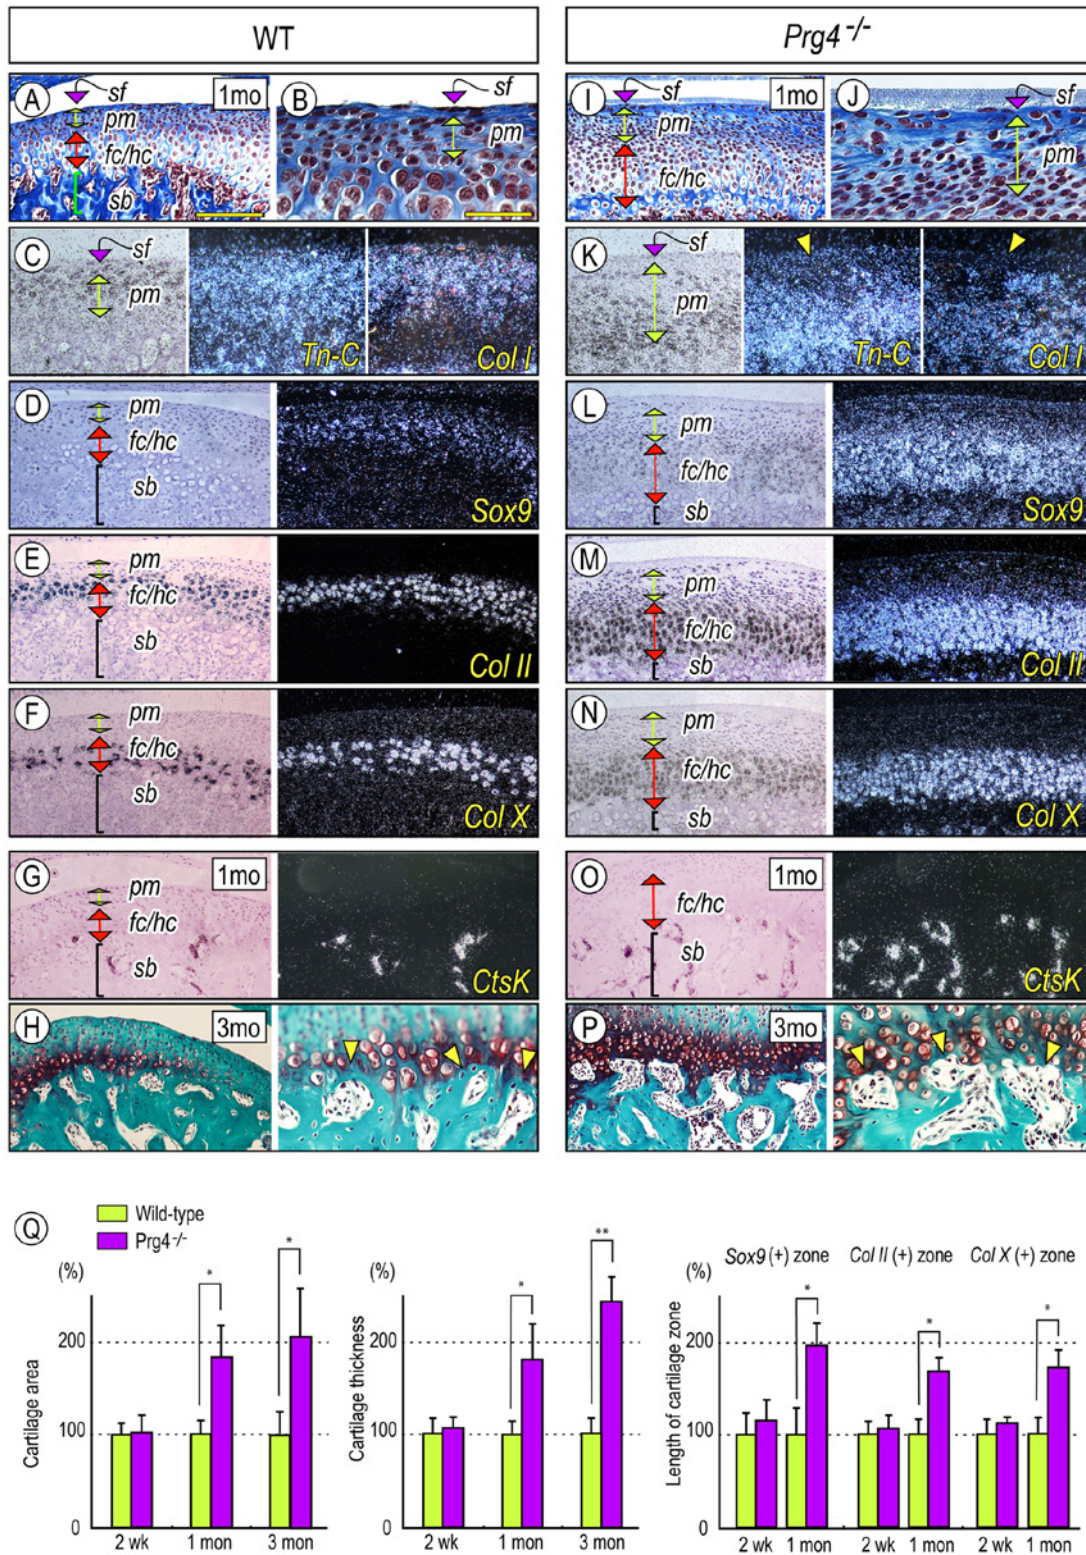 WT
Prg4-/-
A
sf
1mo
pm
fc/hc
sb
B
sf
pm
I
sf
1mo
pm
fc/hc
J
sf
pm
C
sf
pm
Tn-C
Col I
K
sf
pm
Tn-C
Col I
D
pm
fc/hc
sb
Sox9
L
pm
fc/hc
sb
Sox9
E
pm
fc/hc
sb
Col II
M
pm
fc/hc
sb
Col II
F
pm
fc/hc
sb
Col X
N
pm
fc/hc
sb
Col X
G
1mo
pm
fc/hc
sb
CtsK
O
1mo
fc/hc
sb
CtsK
H
3mo
P
3mo
Q
Wild-type
Prg4-/-
(%)
200
100
0
Cartilage area
*
*
2 wk 1 mon 3 mon
(%)
200
100
0
Cartilage thickness
*
**
2 wk 1 mon 3 mon
Sox9 (+) zone Col II (+) zone Col X (+) zone
(%)
200
100
0
Length of cartilage zone
*
*
*
2 wk 1 mon 2 wk 1 mon 2 wk 1 mon